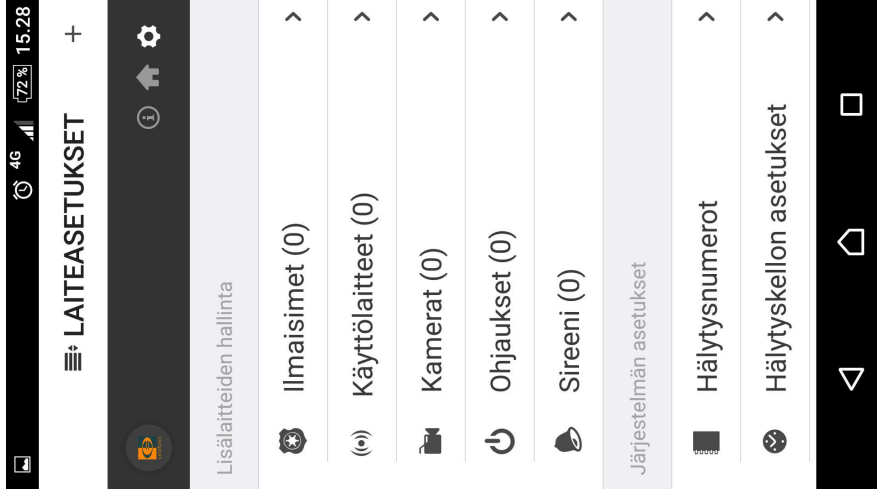 4G 72 % 15.28
LAITEASETUKSET +
Lisälaitteiden hallinta
Ilmaisimet (0)
Käyttölaitteet (0)
Kamerat (0)
Ohjaukset (0)
Sireeni (0)
Järjestelmän asetukset
Hälytysnumerot
Hälytyskellon asetukset